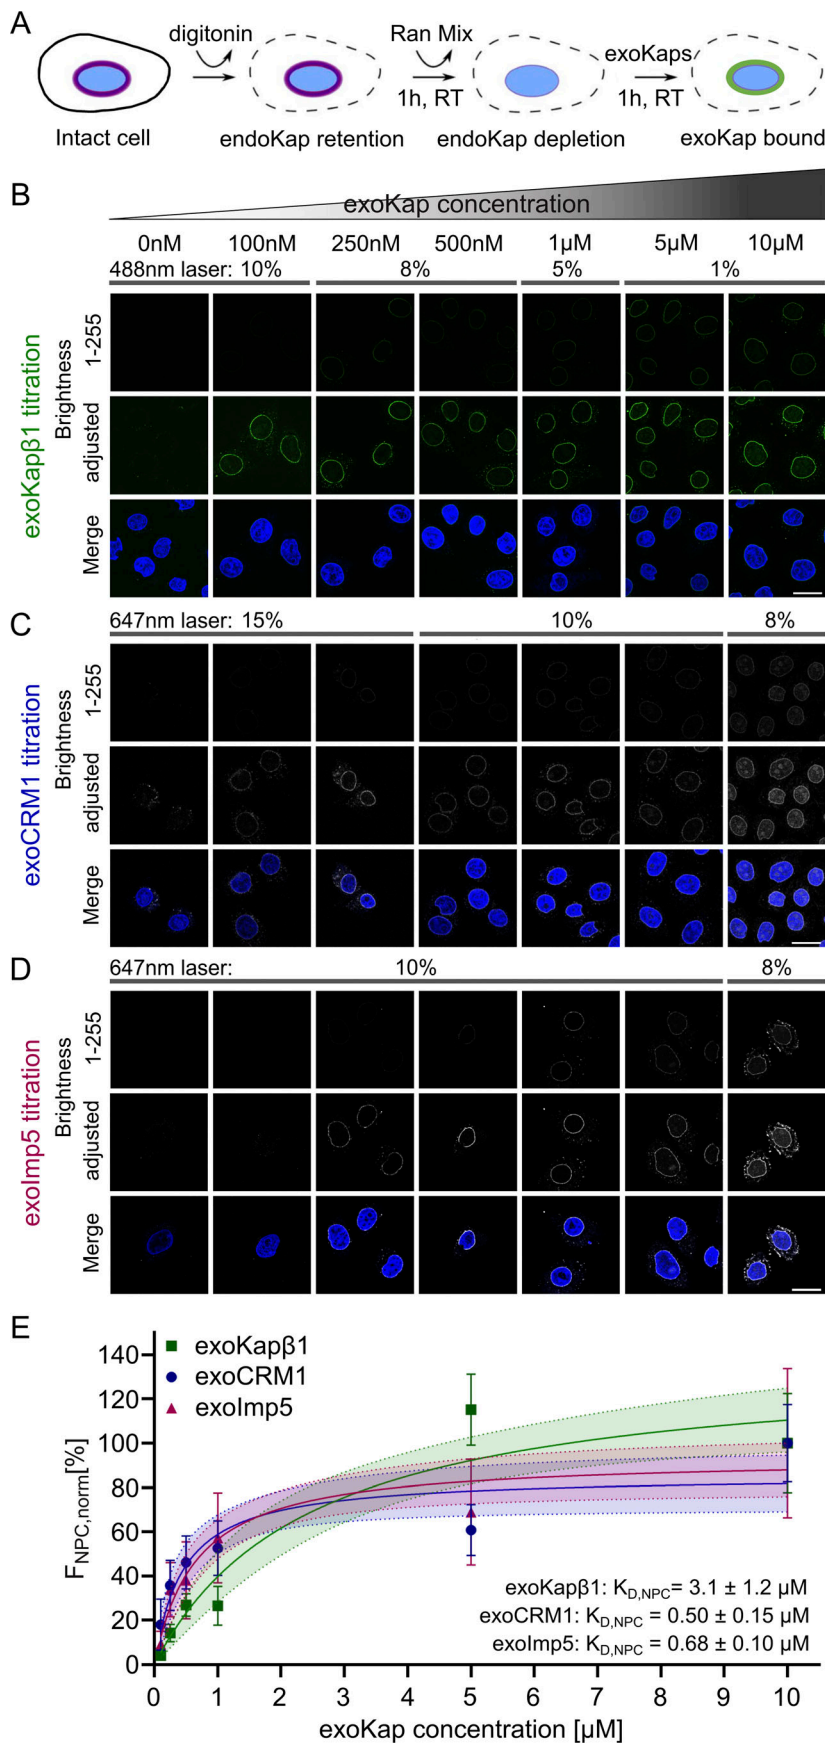 A
digitonin
Ran Mix
exoKaps
1h, RT
1h, RT
Intact cell
endoKap retention
endoKap depletion
exoKap bound
B
exoKap concentration
0nM
100nM
250nM
500nM
1µM
5µM
10µM
488nm laser: 10%
8%
5%
1%
exoKapβ1 titration
Brightness
1-255
adjusted
Merge
C
647nm laser: 15%
10%
8%
exoCRM1 titration
Brightness
1-255
adjusted
Merge
D
647nm laser:
10%
8%
exoImp5 titration
Brightness
1-255
adjusted
Merge
E
exoKapβ1
exoCRM1
exoImp5
F NPC,norm[%]
140
120
100
80
60
40
20
0
exoKapβ1: K D,NPC = 3.1 ± 1.2 µM
exoCRM1: K D,NPC = 0.50 ± 0.15 µM
exoImp5: K D,NPC = 0.68 ± 0.10 µM
0 1 2 3 4 5 6 7 8 9 10
exoKap concentration [µM]